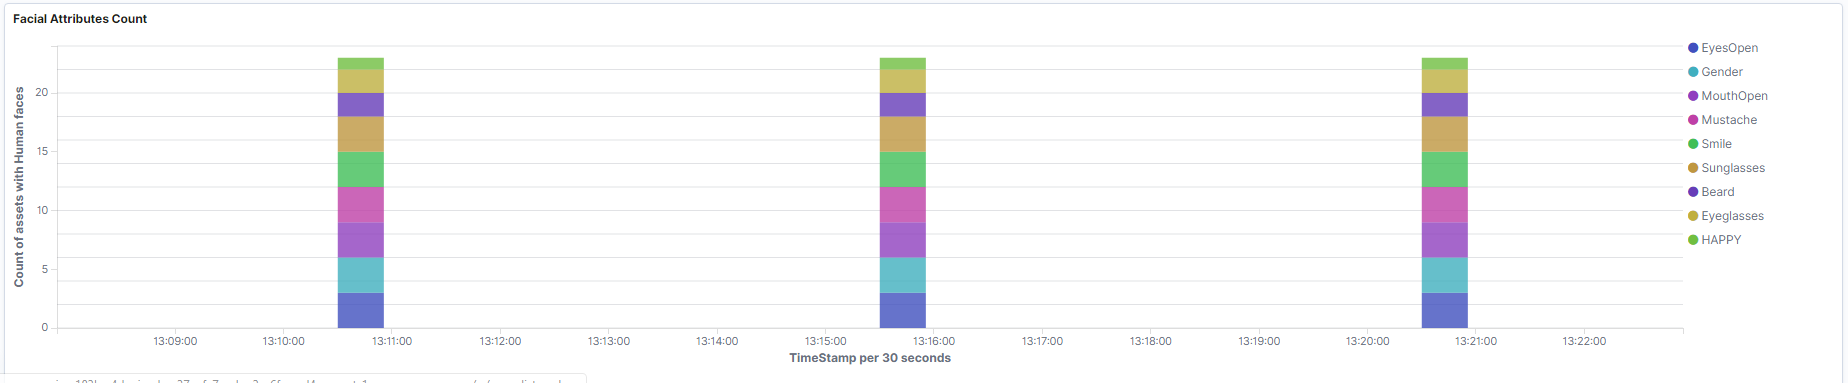 Facial Attributes Count
Count of assets with Human faces
20
15
10
5
0
13:09:00 13:10:00 13:11:00 13:12:00 13:13:00 13:14:00 13:15:00 13:16:00 13:17:00 13:18:00 13:19:00 13:20:00 13:21:00 13:22:00
TimeStamp per 30 seconds
EyesOpen
Gender
MouthOpen
Mustache
Smile
Sunglasses
Beard
Eyeglasses
HAPPY